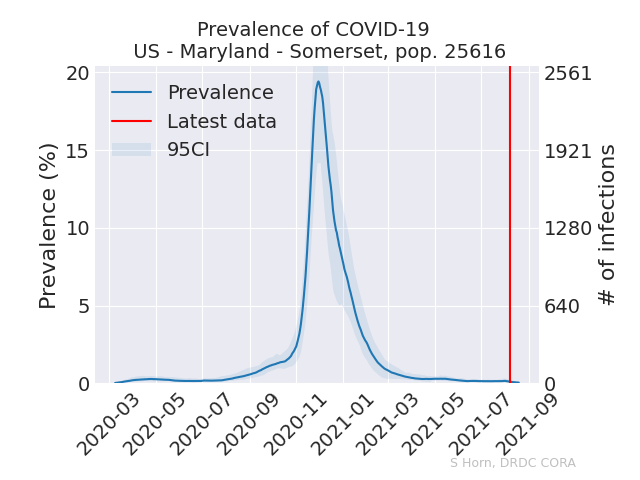 Prevalence of COVID-19
US - Maryland - Somerset, pop. 25616
Prevalence
Latest data
95CI
Prevalence (%)
20
15
10
5
0
2561
1921
1280
640
0
# of infections
2020-03
2020-05
2020-07
2020-09
2020-11
2021-01
2021-03
2021-05
2021-07
2021-09
S Horn, DRDC CORA